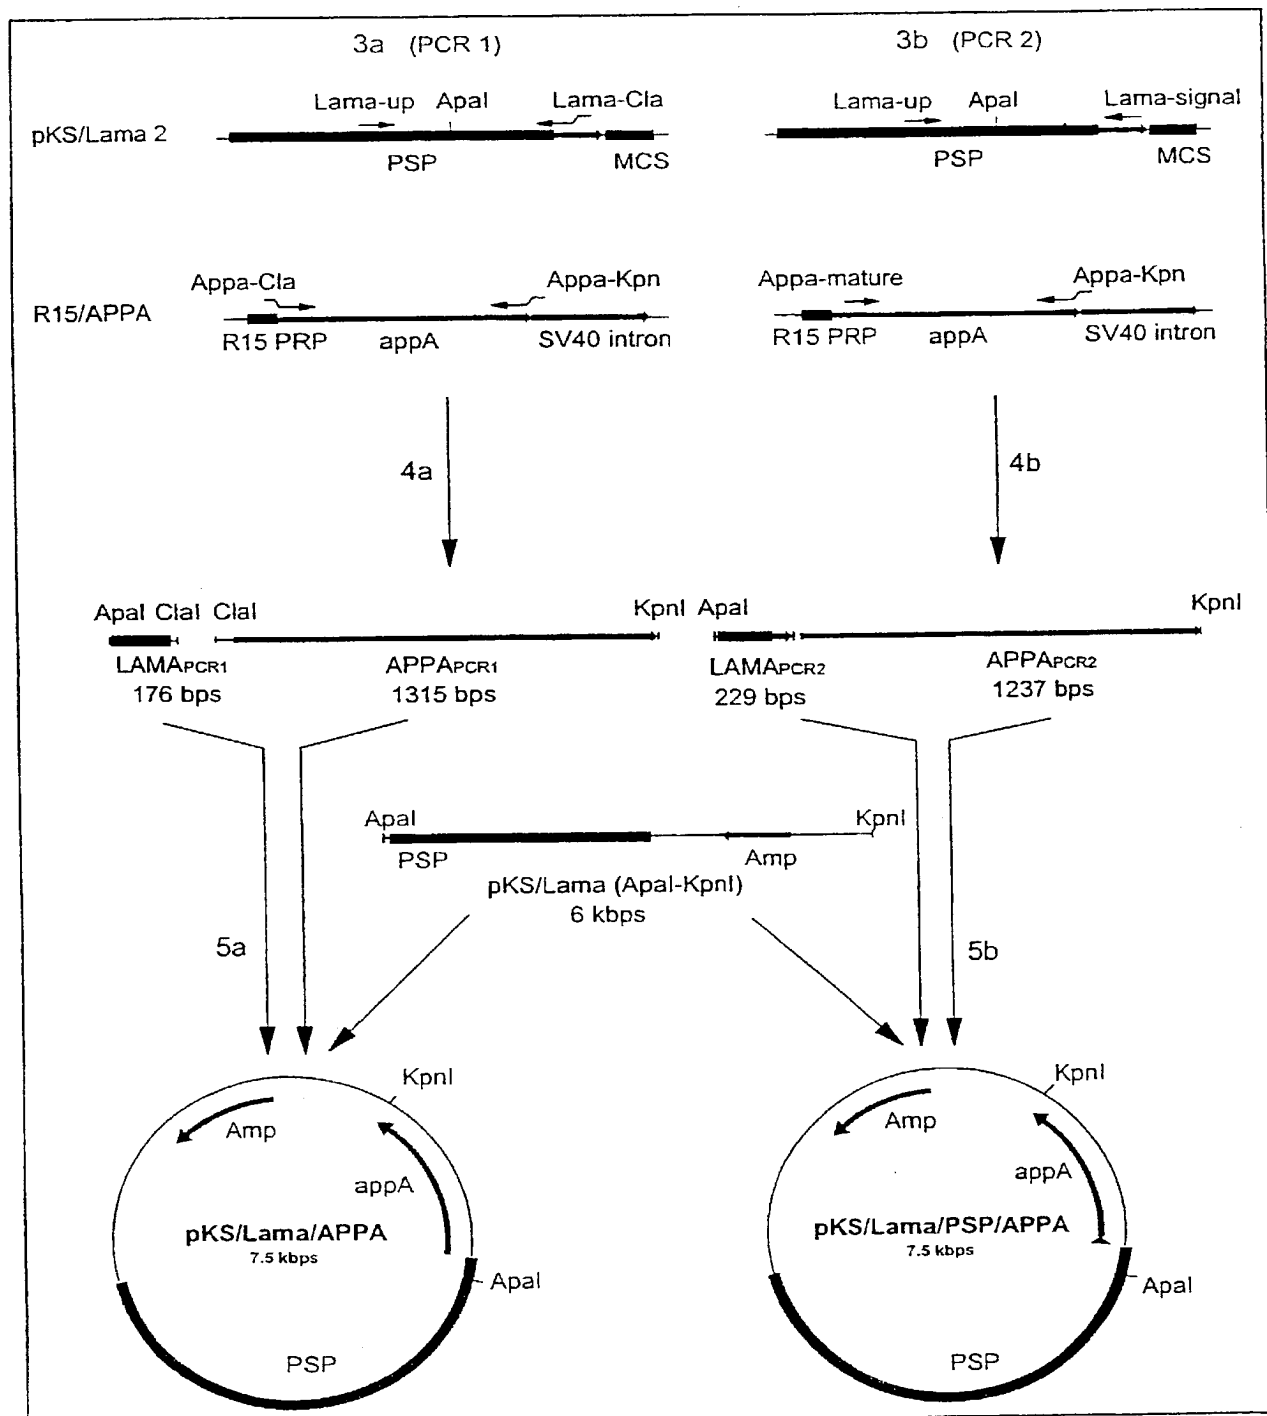 3a (PCR 1)
3b (PCR 2)
Lama-up ApaI Lama-Cla
Lama-up ApaI Lama-signal
pKS/Lama 2
PSP MCS
PSP MCS
Appa-Cla Appa-Kpn
Appa-mature Appa-Kpn
R15/APPA
R15 PRP appA SV40 intron
R15 PRP appA SV40 intron
4a
4b
ApaI ClaI ClaI KpnI
ApaI KpnI
LAMAPCR1 APPAPCR1
176 bps 1315 bps
LAMAPCR2 APPAPCR2
229 bps 1237 bps
ApaI KpnI
PSP Amp
pKS/Lama (ApaI-KpnI)
6 kbps
5a
5b
KpnI
Amp
appA
pKS/Lama/APPA
7.5 kbps
ApaI
PSP
KpnI
Amp
appA
pKS/Lama/PSP/APPA
7.5 kbps
ApaI
PSP